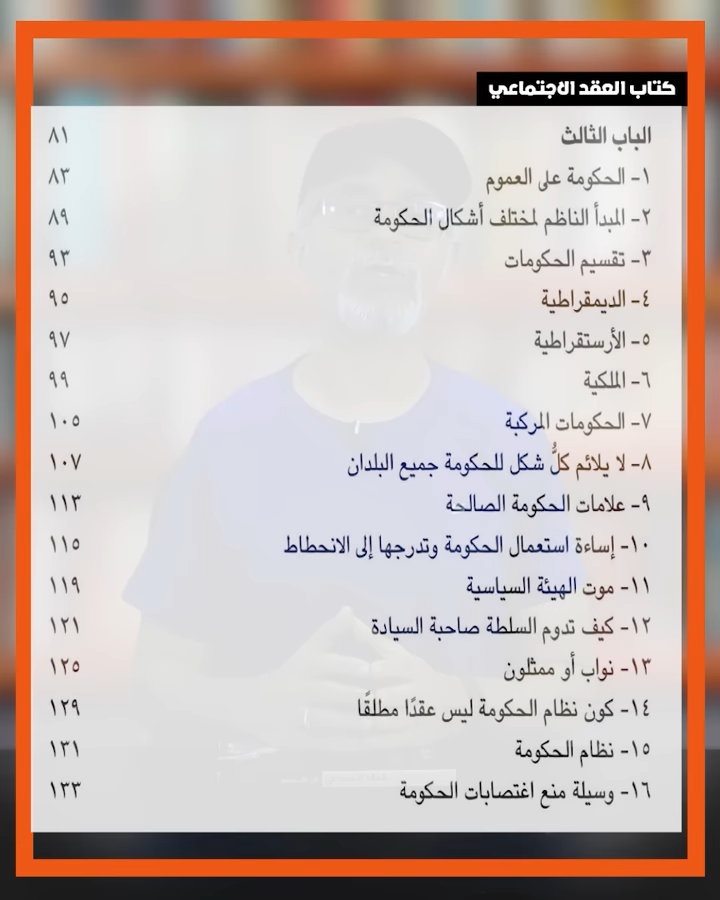 كتاب العقد الاجتماعي
الباب الثالث ٨١
١- الحكومة على العموم ٨٣
٢- المبدأ الناظم لمختلف أشكال الحكومة ٨٩
٣- تقسيم الحكومات ٩٣
٤- الديمقراطية ٩٥
٥- الأرستقراطية ٩٧
٦- الملكية ٩٩
٧- الحكومات المركبة ١٠٥
٨- لا يلائم كلُّ شكل للحكومة جميع البلدان ١٠٧
٩- علامات الحكومة الصالحة ١١٣
١٠- إساءة استعمال الحكومة وتدرجها إلى الانحطاط ١١٥
١١- موت الهيئة السياسية ١١٩
١٢- كيف تدوم السلطة صاحبة السيادة ١٢١
١٣- نواب أو ممثلون ١٢٥
١٤- كون نظام الحكومة ليس عقدًا مطلقًا ١٢٩
١٥- نظام الحكومة ١٣١
١٦- وسيلة منع اغتصابات الحكومة ١٣٣